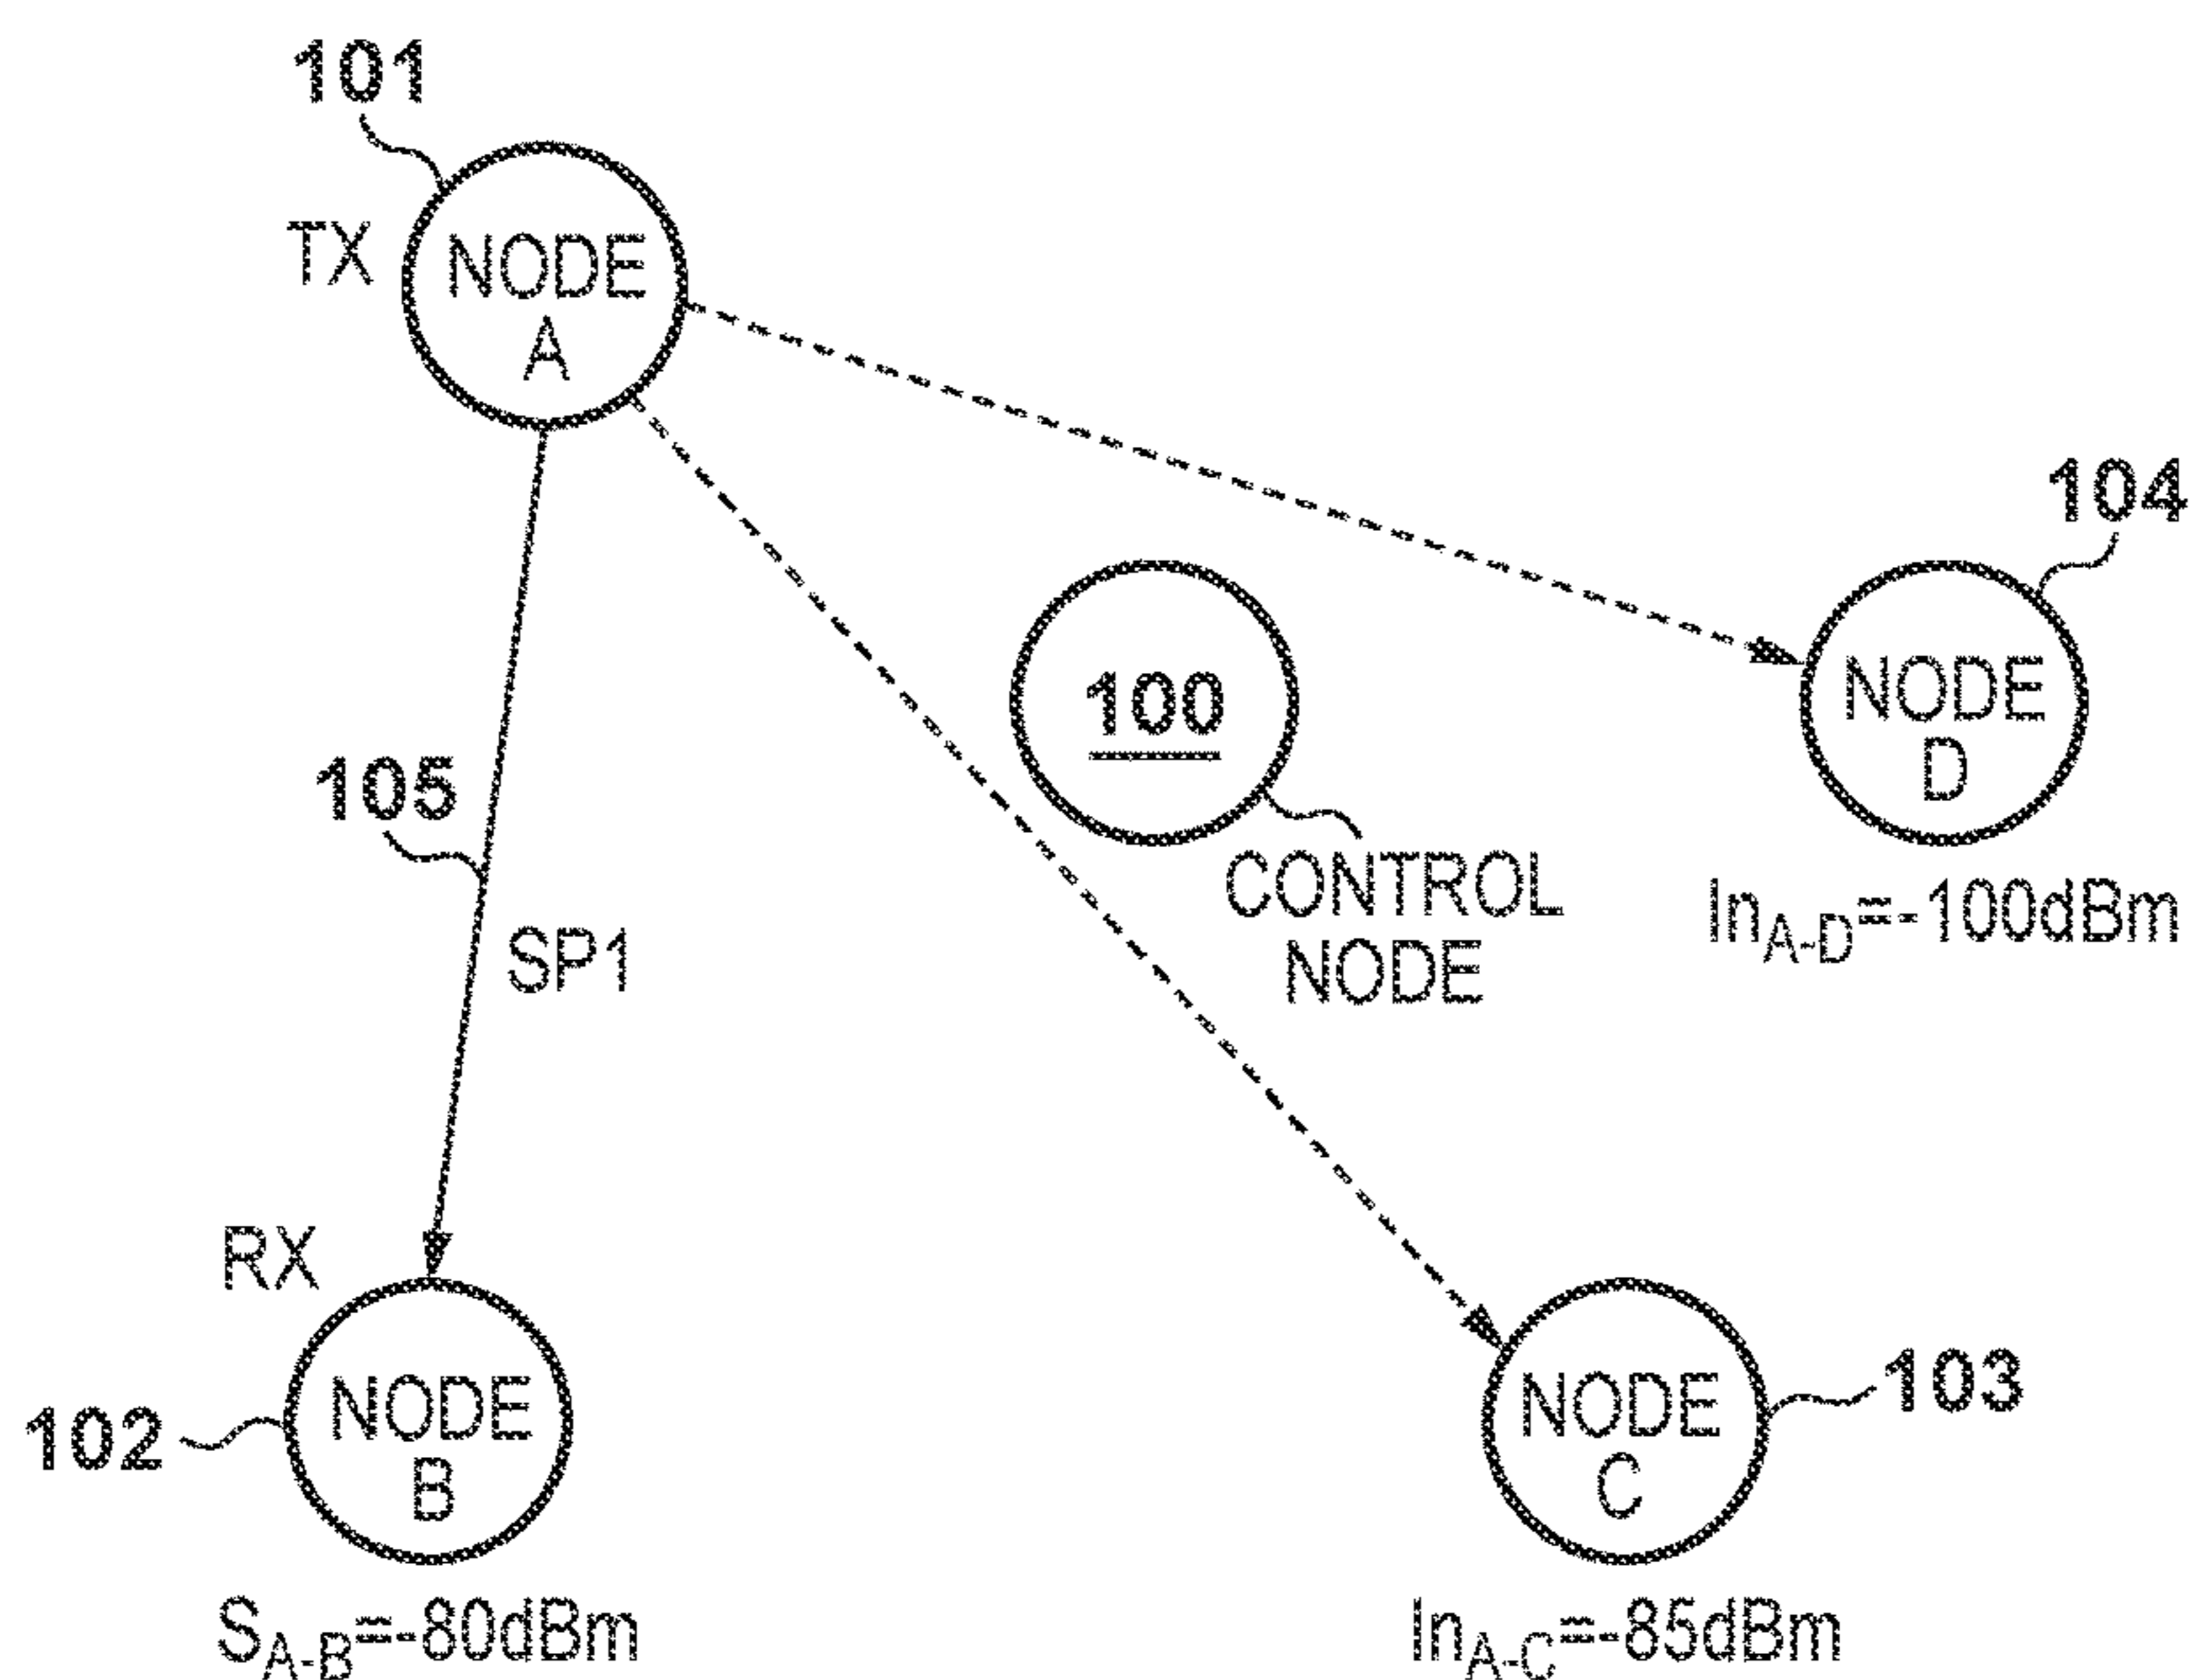 101
TX
NODE
A
104
100
NODE
D
105
CONTROL
NODE
In_A-D=-100dBm
SP1
RX
NODE
B
102
NODE
C
103
S_A-B=-80dBm
In_A-C=-85dBm